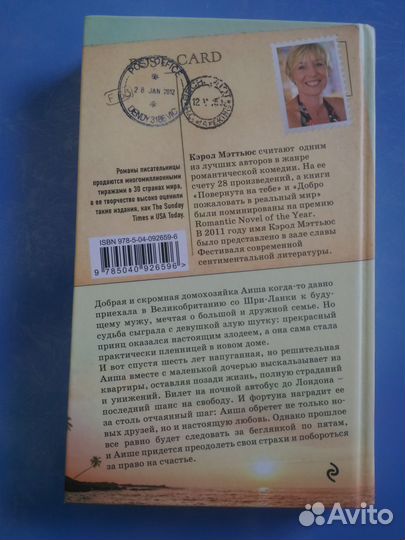 CARD
POST OFFICE
28 JAN 2012
Кэрол Мэттьюс считают одним
из лучших авторов в жанре
романтической комедии. На ее
счету 28 произведений, а книги
«Повернута на тебе» и «Добро
пожаловать в реальный мир»
были номинированы на премию
Romantic Novel of the Year.
В 2011 году имя Кэрол Мэттьюс
было представлено в зале славы
Фестиваля современной
сентиментальной литературы.
Романы писательницы
продаются многомиллионными
тиражами в 30 странах мира,
а ее творчество высоко оценили
такие издания, как The Sunday
Times и USA Today.
ISBN 978-5-04-092659-6
9 785040 926596 >
Добрая и скромная домохозяйка Аиша когда-то давно
приехала в Великобританию со Шри-Ланки к буду-
щему мужу, мечтая о большой и дружной семье. Но
судьба сыграла с девушкой злую шутку: прекрасный
принц оказался настоящим злодеем, а она сама стала
практически пленницей в новом доме.
И вот спустя шесть лет напуганная, но решительная
Аиша вместе с маленькой дочерью выскальзывает из
квартиры, оставляя позади жизнь, полную страданий
и унижений. Билет на ночной автобус до Лондона –
последний шанс на свободу. И фортуна наградит ее
за столь отчаянный шаг: Аиша обретет не только но-
вых друзей, но и настоящую любовь. Однако прошлое
все равно будет следовать за беглянкой по пятам,
и Аише придется преодолеть свои страхи и побороться
за право на счастье.
Avito